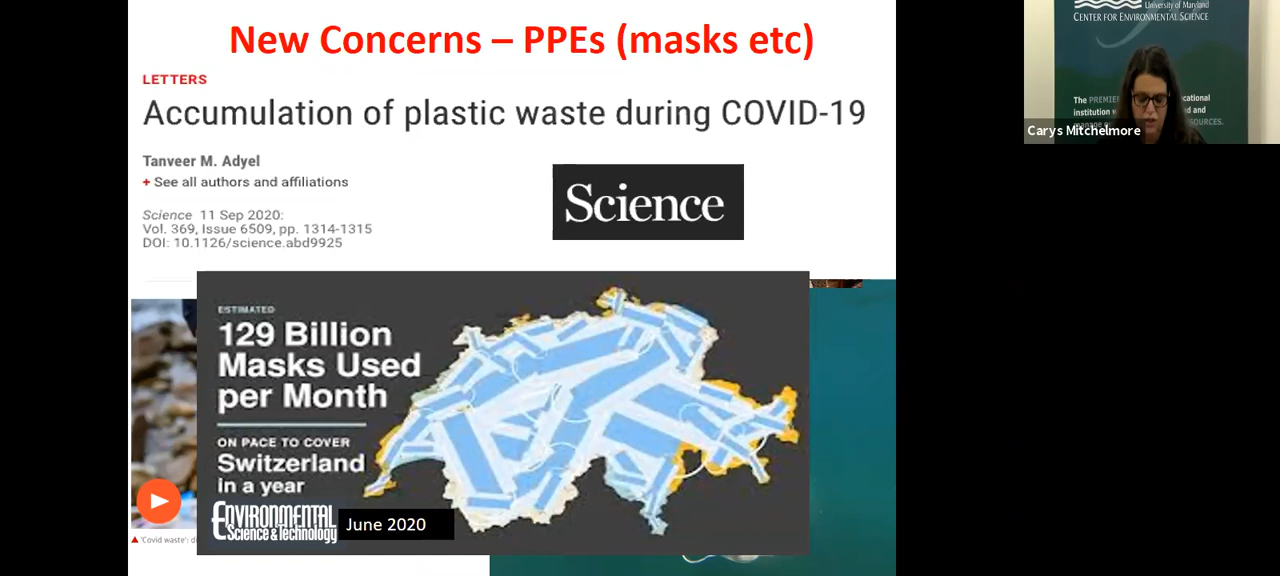 New Concerns – PPEs (masks etc)
LETTERS
Accumulation of plastic waste during COVID-19
Tanveer M. Adyel
+ See all authors and affiliations
Science 11 Sep 2020:
Vol. 369, Issue 6509, pp. 1314-1315
DOI: 10.1126/science.abd9925
Science
ESTIMATED
129 Billion
Masks Used
per Month
ON PACE TO COVER
Switzerland
in a year
ENVIRONMENTAL
Science & Technology
June 2020
'Covid waste':
University of Maryland
CENTER FOR ENVIRONMENTAL SCIENCE
The PREMIER
institution
manage
and
RESOURCES.
Carys Mitchelmore